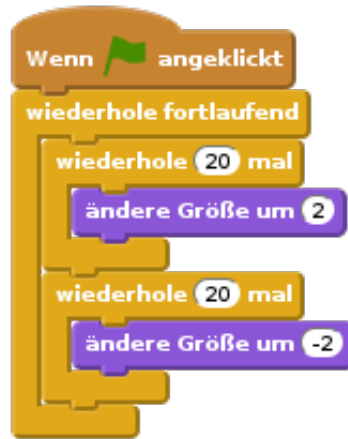 Wenn angeklickt
wiederhole fortlaufend
wiederhole 20 mal
ändere Größe um 2
wiederhole 20 mal
ändere Größe um -2